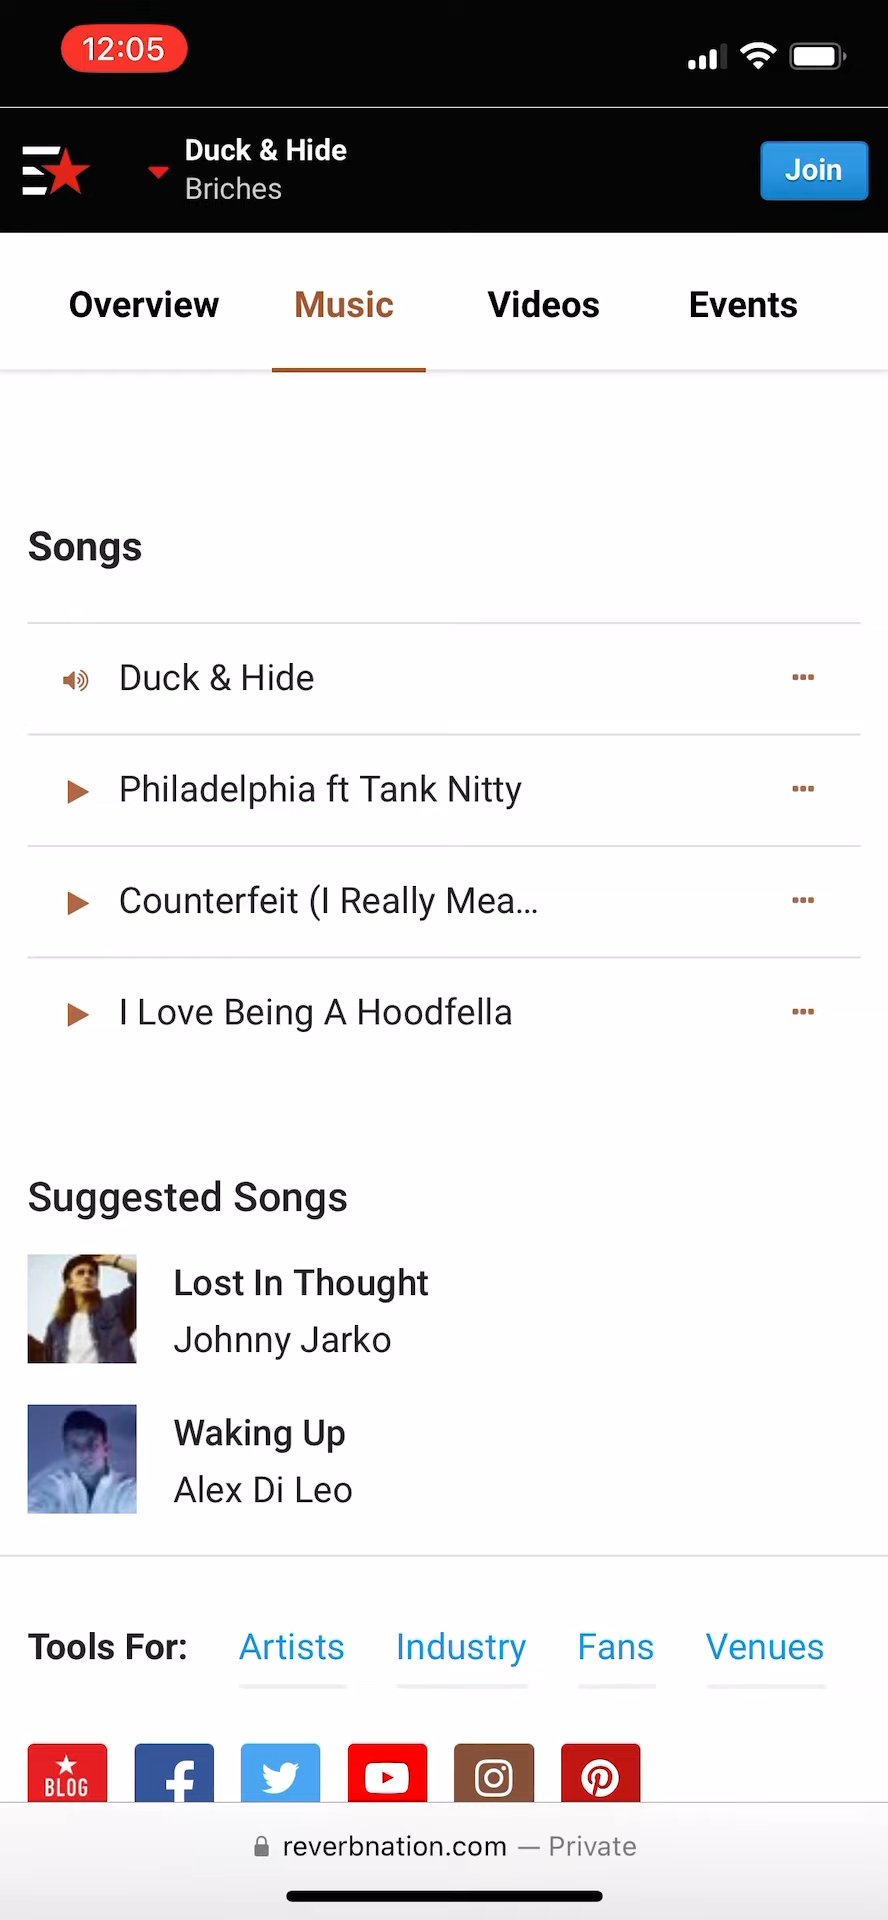 12:05
Duck & Hide
Briches
Join
Overview Music Videos Events
Songs
Duck & Hide
Philadelphia ft Tank Nitty
Counterfeit (I Really Mea...
I Love Being A Hoodfella
Suggested Songs
Lost In Thought
Johnny Jarko
Waking Up
Alex Di Leo
Tools For: Artists Industry Fans Venues
BLOG
reverbnation.com — Private